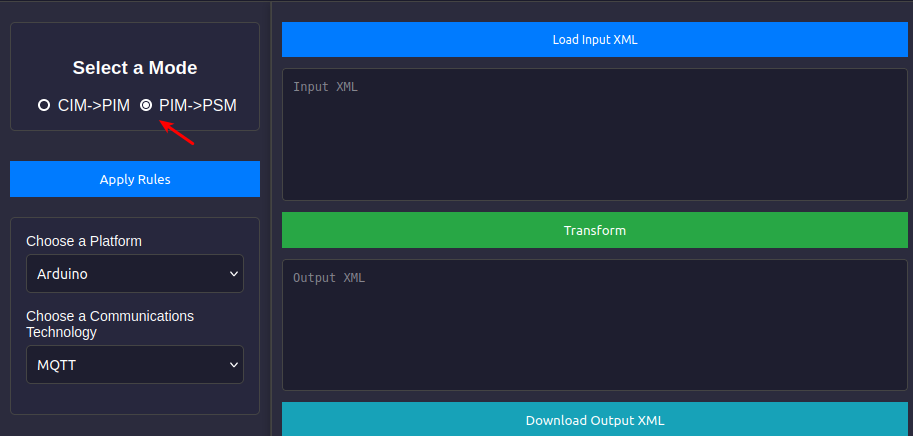 Select a Mode
CIM->PIM PIM->PSM
Apply Rules
Choose a Platform
Arduino
Choose a Communications
Technology
MQTT
Load Input XML
Input XML
Transform
Output XML
Download Output XML